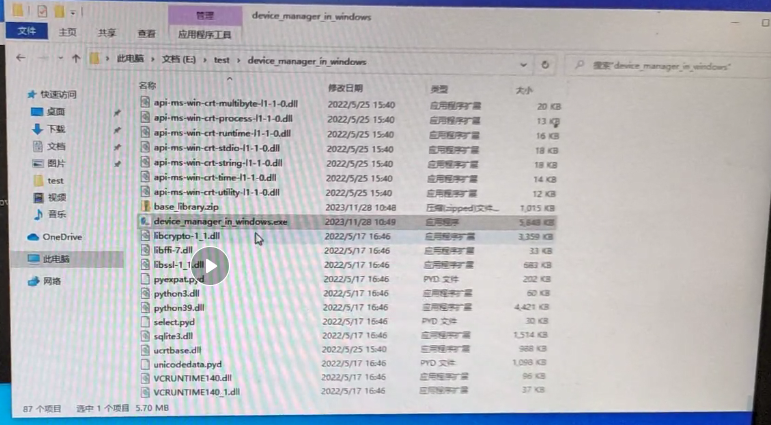 管理
device_manager_in_windows
文件
主页
共享
查看
应用程序工具
此电脑 › 文档 (E:) › test › device_manager_in_windows
搜索"device_manager_in_windows"
名称
修改日期
类型
大小
快速访问
桌面
下载
文档
图片
test
视频
音乐
OneDrive
此电脑
网络
api-ms-win-crt-multibyte-l1-1-0.dll 2022/5/25 15:40 应用程序扩展 20 KB
api-ms-win-crt-process-l1-1-0.dll 2022/5/25 15:40 应用程序扩展 13 KB
api-ms-win-crt-runtime-l1-1-0.dll 2022/5/25 15:40 应用程序扩展 16 KB
api-ms-win-crt-stdio-l1-1-0.dll 2022/5/25 15:40 应用程序扩展 18 KB
api-ms-win-crt-string-l1-1-0.dll 2022/5/25 15:40 应用程序扩展 18 KB
api-ms-win-crt-time-l1-1-0.dll 2022/5/25 15:40 应用程序扩展 14 KB
api-ms-win-crt-utility-l1-1-0.dll 2022/5/25 15:40 应用程序扩展 12 KB
base_library.zip 2023/11/28 10:48 压缩(zipped)文件... 1,015 KB
device_manager_in_windows.exe 2023/11/28 10:49 应用程序 5,848 KB
libcrypto-1_1.dll 2022/5/17 16:46 应用程序扩展 3,359 KB
libffi-7.dll 2022/5/17 16:46 应用程序扩展 33 KB
libssl-1_1.dll 2022/5/17 16:46 应用程序扩展 683 KB
pyexpat.pyd 2022/5/17 16:46 PYD 文件 202 KB
python3.dll 2022/5/17 16:46 应用程序扩展 60 KB
python39.dll 2022/5/17 16:46 应用程序扩展 4,421 KB
select.pyd 2022/5/17 16:46 PYD 文件 30 KB
sqlite3.dll 2022/5/17 16:46 应用程序扩展 1,514 KB
ucrtbase.dll 2022/5/25 15:40 应用程序扩展 988 KB
unicodedata.pyd 2022/5/17 16:46 PYD 文件 1,098 KB
VCRUNTIME140.dll 2022/5/17 16:46 应用程序扩展 96 KB
VCRUNTIME140_1.dll 2022/5/17 16:46 应用程序扩展 37 KB
87 个项目 选中 1 个项目 5.70 MB